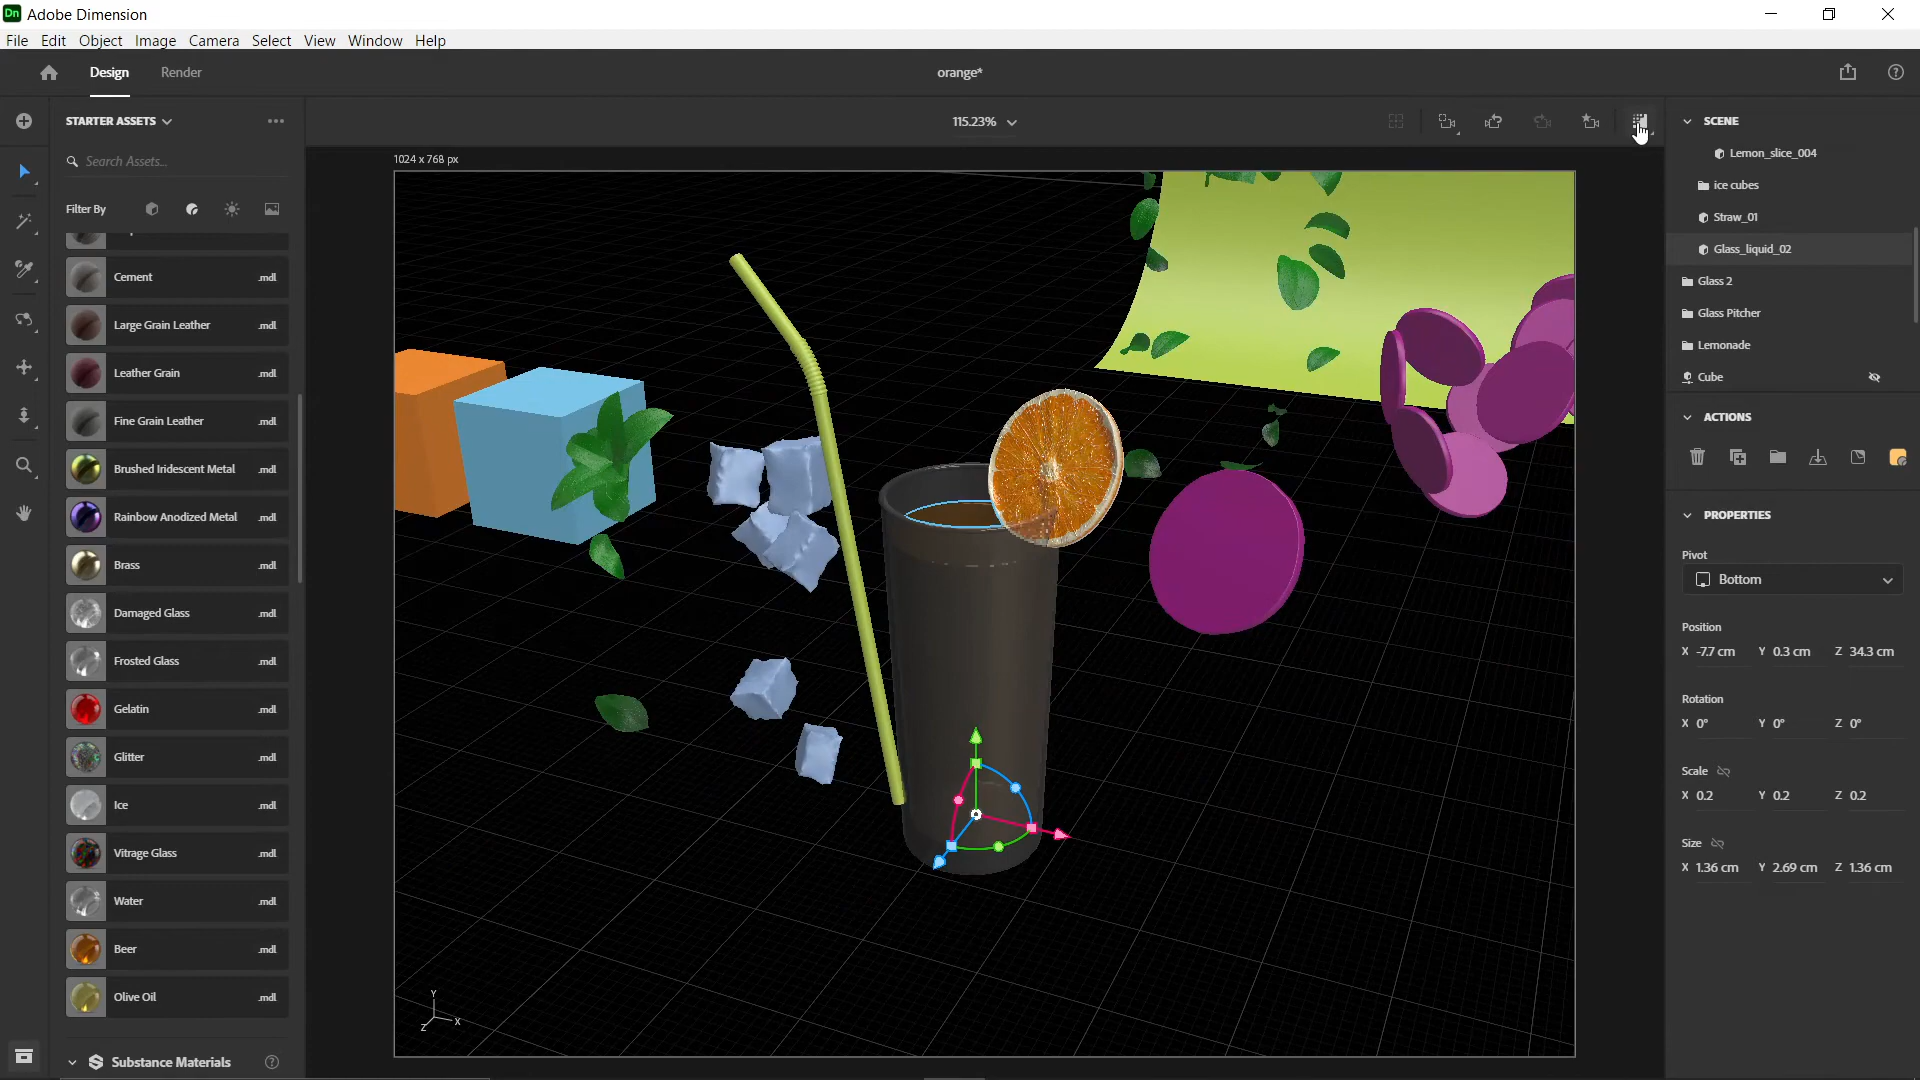 Dn Adobe Dimension
File Edit Object Image Camera Select View Window Help
Design Render orange*
STARTER ASSETS
115.23%
SCENE
1024 x 768 px
Search Assets...
Filter By
Cement .mdl
Large Grain Leather .mdl
Leather Grain .mdl
Fine Grain Leather .mdl
Brushed Iridescent Metal .mdl
Rainbow Anodized Metal .mdl
Brass .mdl
Damaged Glass .mdl
Frosted Glass .mdl
Gelatin .mdl
Glitter .mdl
Ice .mdl
Vitrage Glass .mdl
Water .mdl
Beer .mdl
Olive Oil .mdl
Substance Materials
Y
Z X
Lemon_slice_004
ice cubes
Straw_01
Glass_liquid_02
Glass 2
Glass Pitcher
Lemonade
Cube
ACTIONS
PROPERTIES
Pivot
Bottom
Position
X -7.7 cm Y 0.3 cm Z 34.3 cm
Rotation
X 0° Y 0° Z 0°
Scale
X 0.2 Y 0.2 Z 0.2
Size
X 1.36 cm Y 2.69 cm Z 1.36 cm